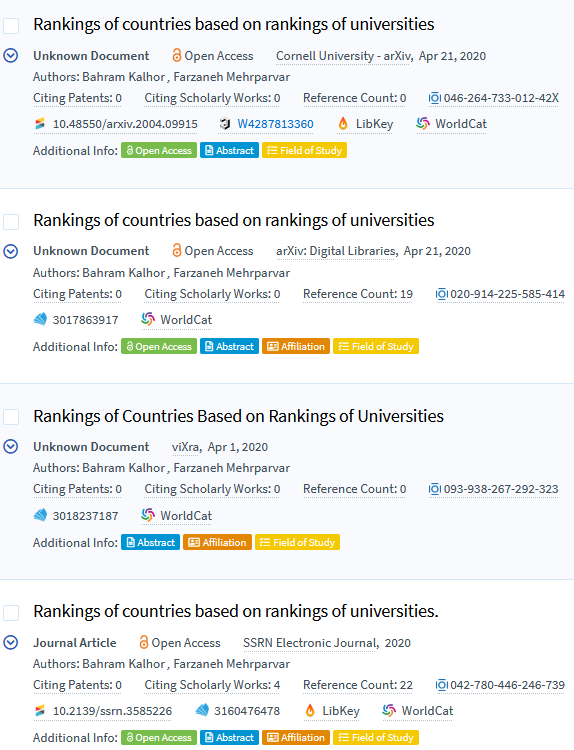 Rankings of countries based on rankings of universities
Unknown Document Open Access Cornell University - arXiv, Apr 21, 2020
Authors: Bahram Kalhor , Farzaneh Mehrparvar
Citing Patents: 0 Citing Scholarly Works: 0 Reference Count: 0 046-264-733-012-42X
10.48550/arxiv.2004.09915 W4287813360 LibKey WorldCat
Additional Info: Open Access Abstract Field of Study
Rankings of countries based on rankings of universities
Unknown Document Open Access arXiv: Digital Libraries, Apr 21, 2020
Authors: Bahram Kalhor , Farzaneh Mehrparvar
Citing Patents: 0 Citing Scholarly Works: 0 Reference Count: 19 020-914-225-585-414
3017863917 WorldCat
Additional Info: Open Access Abstract Affiliation Field of Study
Rankings of Countries Based on Rankings of Universities
Unknown Document viXra, Apr 1, 2020
Authors: Bahram Kalhor , Farzaneh Mehrparvar
Citing Patents: 0 Citing Scholarly Works: 0 Reference Count: 0 093-938-267-292-323
3018237187 WorldCat
Additional Info: Abstract Affiliation Field of Study
Rankings of countries based on rankings of universities.
Journal Article Open Access SSRN Electronic Journal, 2020
Authors: Bahram Kalhor , Farzaneh Mehrparvar
Citing Patents: 0 Citing Scholarly Works: 4 Reference Count: 22 042-780-446-246-739
10.2139/ssrn.3585226 3160476478 LibKey WorldCat
Additional Info: Open Access Abstract Affiliation Field of Study